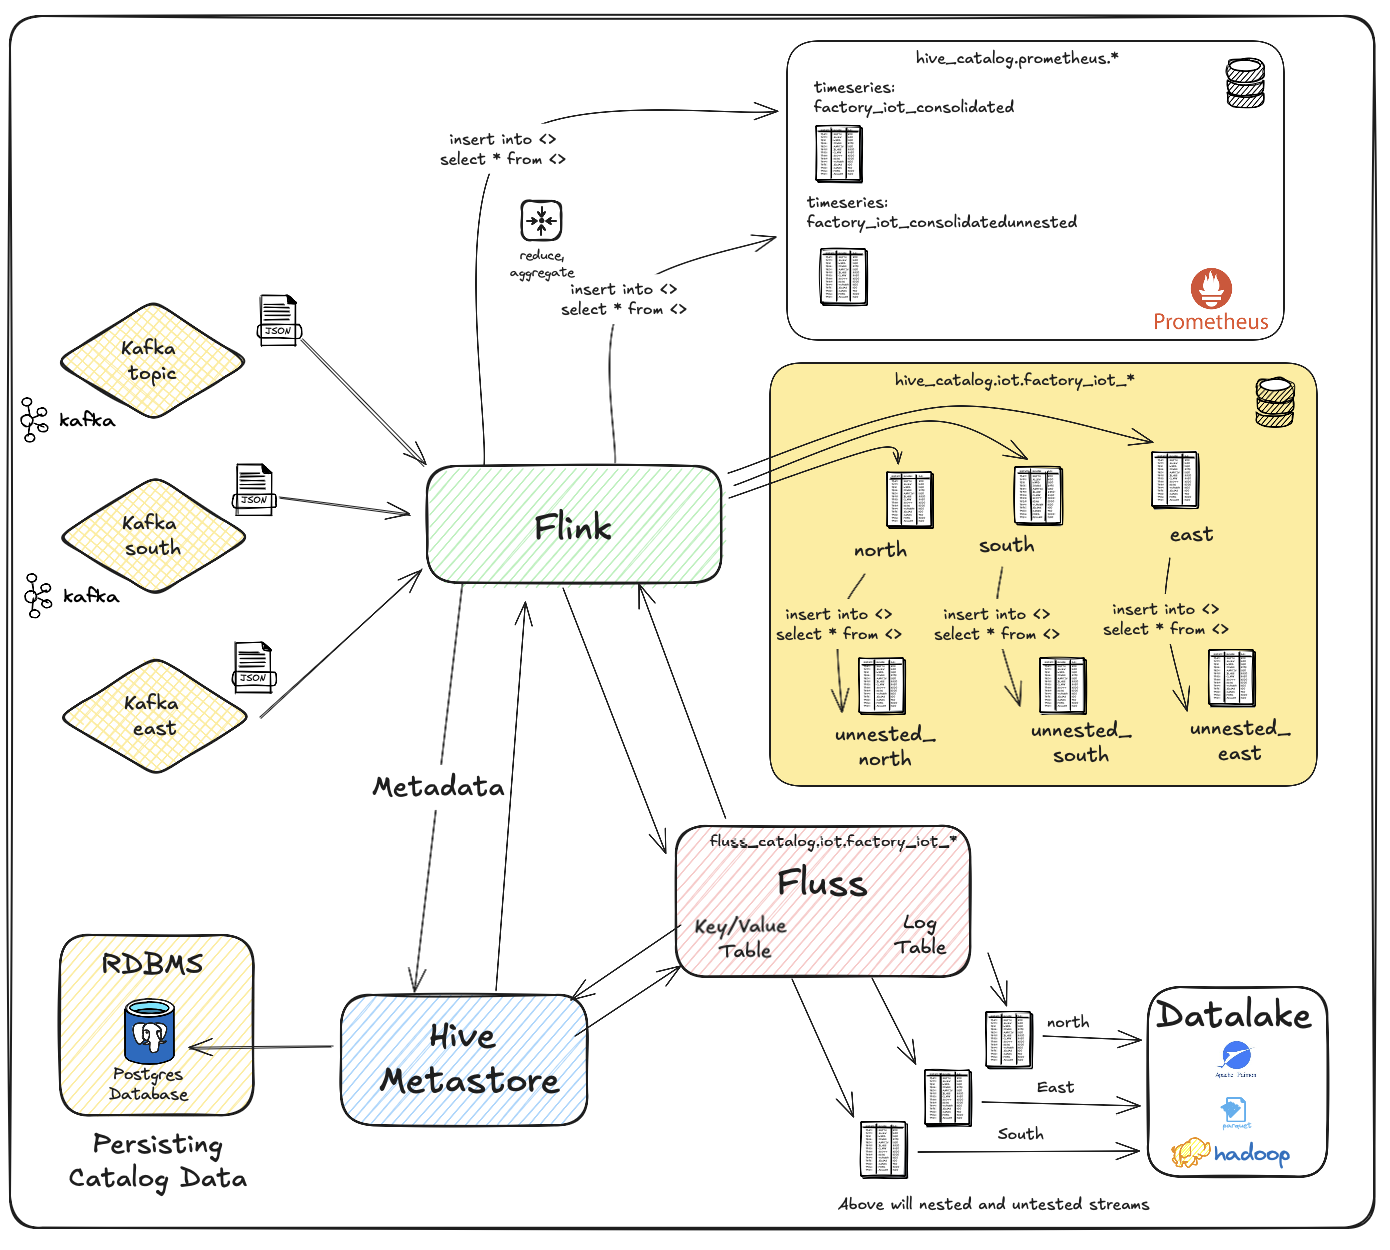 hive_catalog.prometheus.*
timeseries:
factory_iot_consolidated
timeseries:
factory_iot_consolidatedunnested
Prometheus
insert into <>
select * from <>
reduce,
aggregate
insert into <>
select * from <>
Kafka
topic
JSON
kafka
Kafka
south
JSON
kafka
Kafka
east
JSON
Flink
hive_catalog.iot.factory_iot_*
north
south
east
insert into <>
select * from <>
insert into <>
select * from <>
insert into <>
select * from <>
unnested_
north
unnested_
south
unnested_
east
Metadata
fluss_catalog.iot.factory_iot_*
Fluss
Key/Value
Table
Log
Table
RDBMS
Postgres
Database
Persisting
Catalog Data
Hive
Metastore
north
East
South
Datalake
Apache Paimon
parquet
hadoop
Above will nested and untested streams